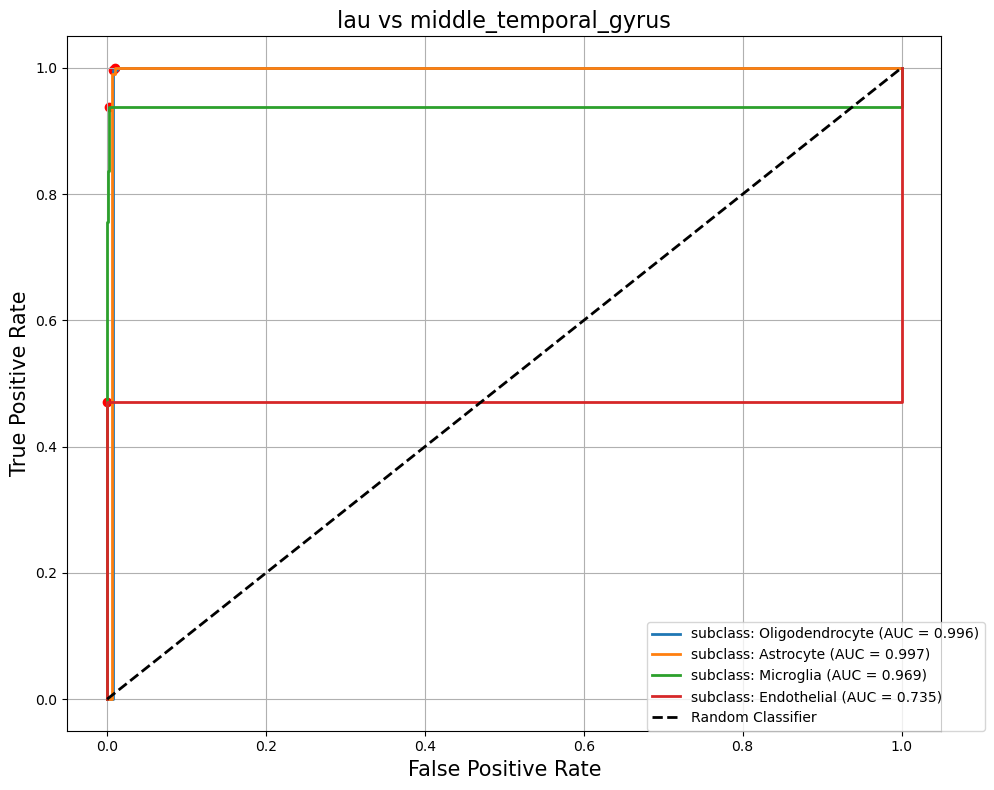 lau vs middle_temporal_gyrus
True Positive Rate
1.0
0.8
0.6
0.4
0.2
0.0
0.0 0.2 0.4 0.6 0.8 1.0
False Positive Rate
subclass: Oligodendrocyte (AUC = 0.996)
subclass: Astrocyte (AUC = 0.997)
subclass: Microglia (AUC = 0.969)
subclass: Endothelial (AUC = 0.735)
Random Classifier